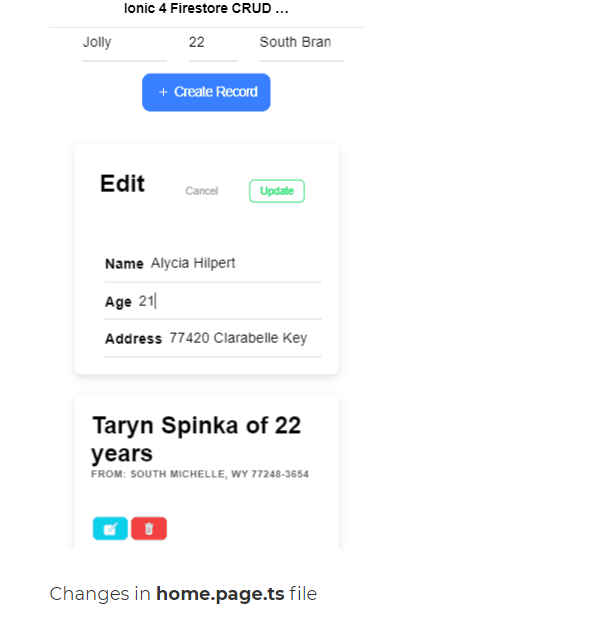 Ionic 4 Firestore CRUD ...
Jolly 22 South Bran
+ Create Record
Edit Cancel Update
Name Alycia Hilpert
Age 21
Address 77420 Clarabelle Key
Taryn Spinka of 22
years
FROM: SOUTH MICHELLE, WY 77248-3654
Changes in home.page.ts file